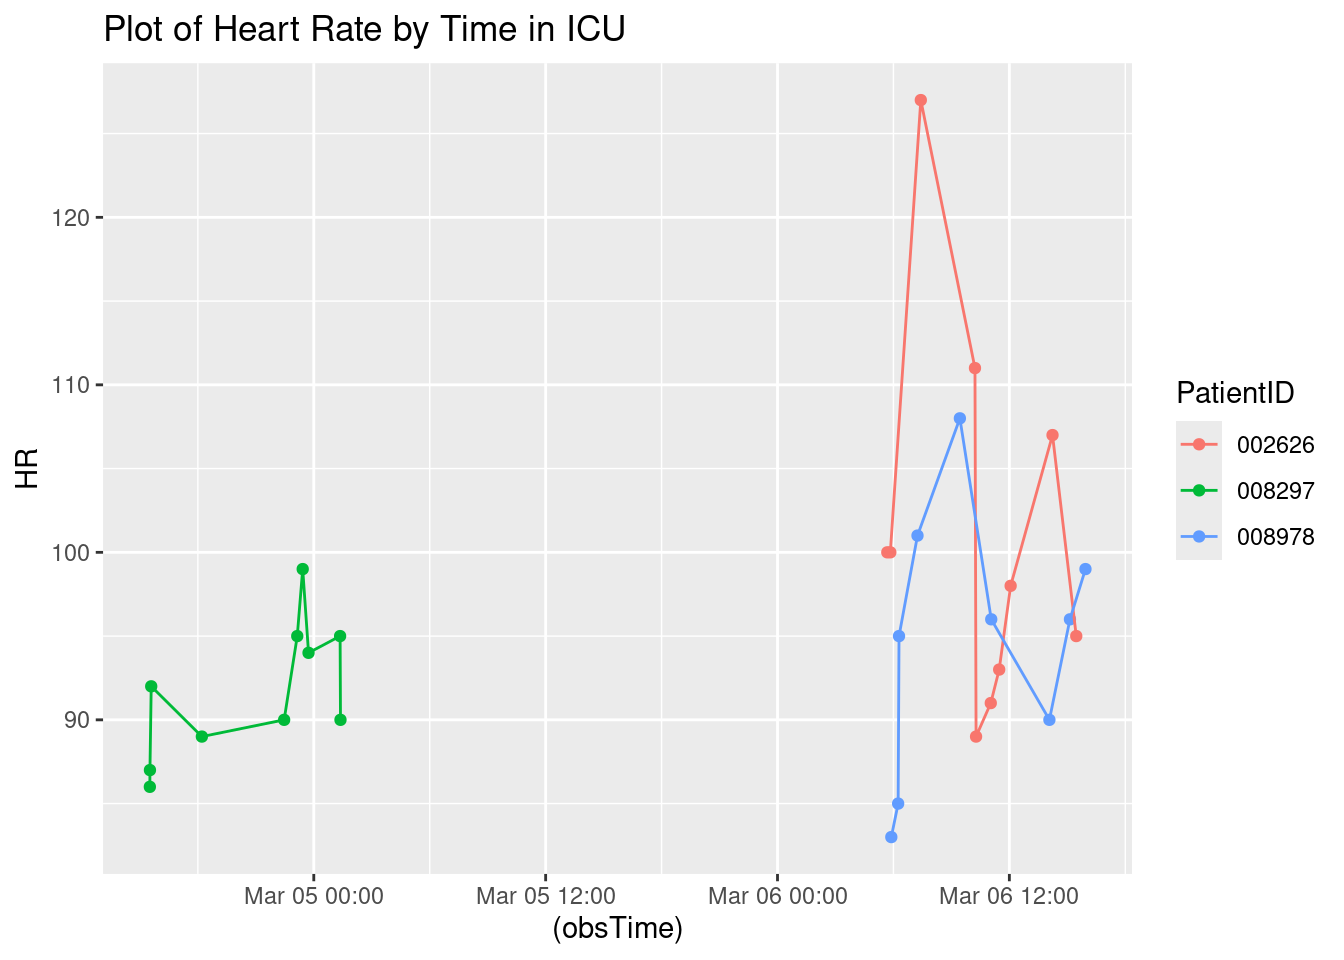 Plot of Heart Rate by Time in ICU
120
110
100
90
HR
Mar 05 00:00 Mar 05 12:00 Mar 06 00:00 Mar 06 12:00
(obsTime)
PatientID
002626
008297
008978